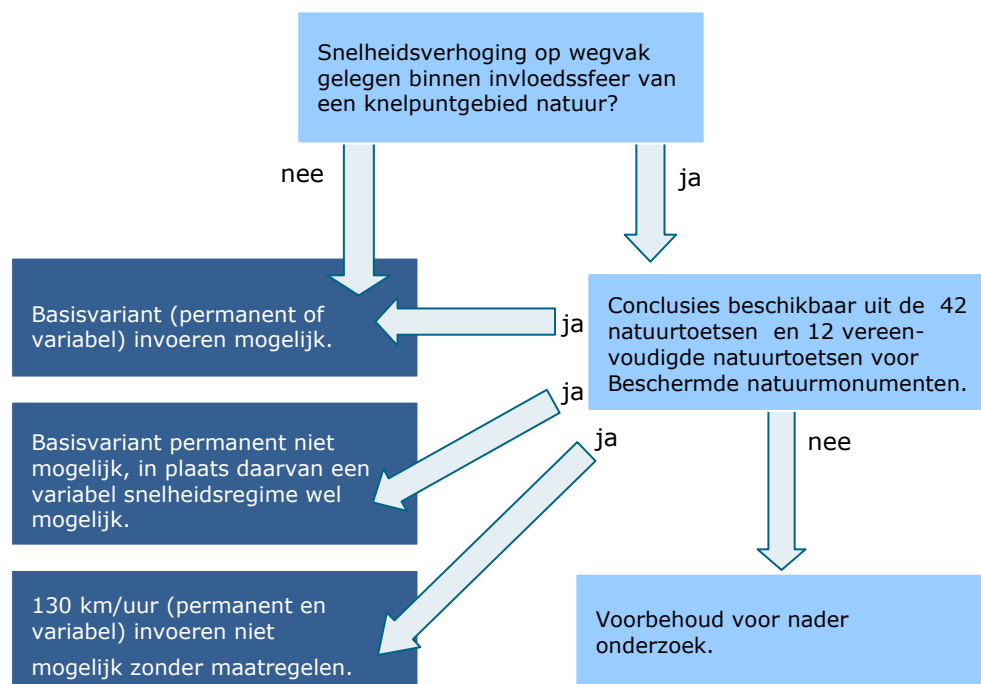 Snelheidsverhoging op wegvak
gelegen binnen invloedssfeer van
een knelpuntgebied natuur?
nee
ja
Basisvariant (permanent of
variabel) invoeren mogelijk.
ja
Conclusies beschikbaar uit de 42
natuurtoetsen en 12 vereen-
voudigde natuurtoetsen voor
Beschermde natuurmonumenten.
ja
Basisvariant permanent niet
mogelijk, in plaats daarvan een
variabel snelheidsregime wel
mogelijk.
ja
nee
130 km/uur (permanent en
variabel) invoeren niet
mogelijk zonder maatregelen.
Voorbehoud voor nader
onderzoek.